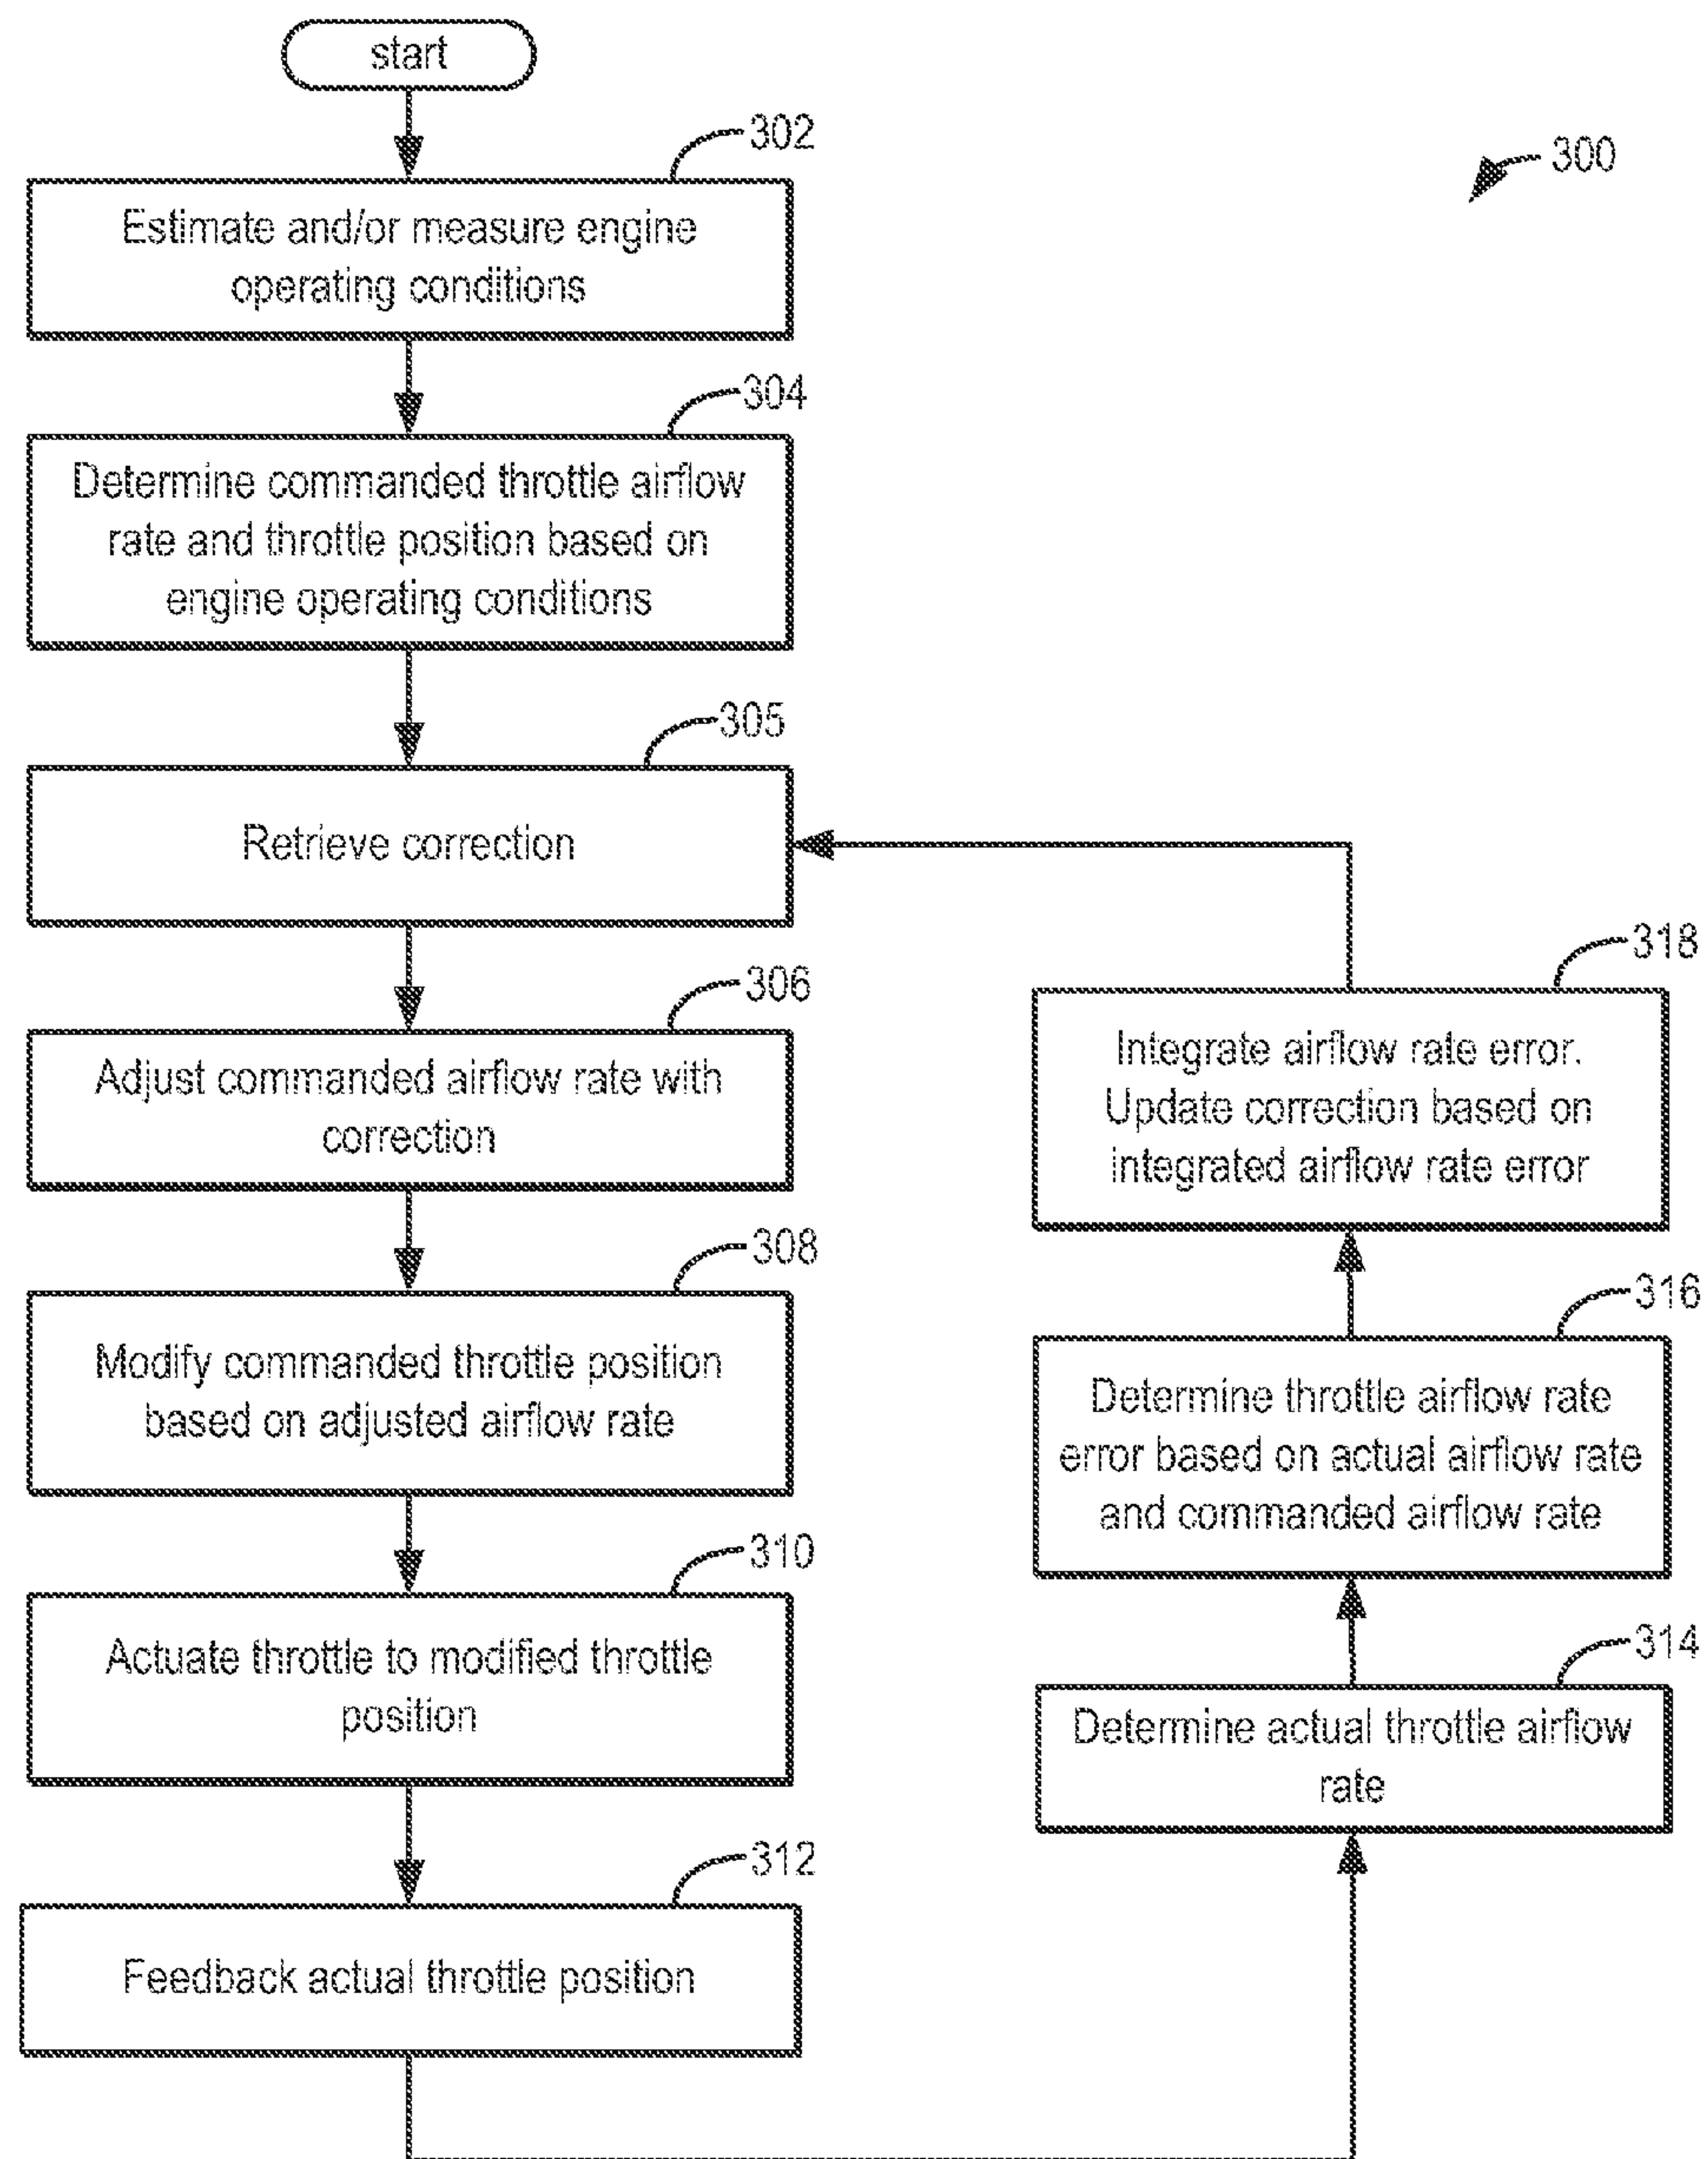 start
302
300
Estimate and/or measure engine
operating conditions
304
Determine commanded throttle airflow
rate and throttle position based on
engine operating conditions
305
Retrieve correction
306
Adjust commanded airflow rate with
correction
308
Modify commanded throttle position
based on adjusted airflow rate
310
Actuate throttle to modified throttle
position
312
Feedback actual throttle position
314
Determine actual throttle airflow
rate
316
Determine throttle airflow rate
error based on actual airflow rate
and commanded airflow rate
318
Integrate airflow rate error.
Update correction based on
integrated airflow rate error